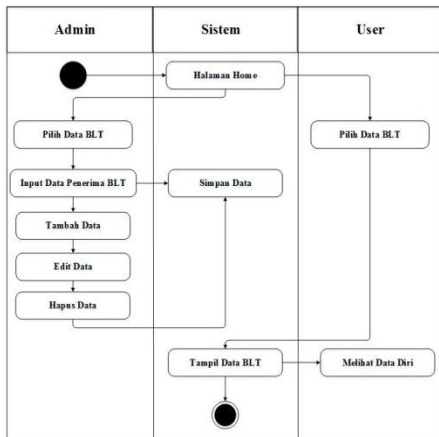 Admin
Sistem
User
Halaman Home
Pilih Data BLT
Pilih Data BLT
Input Data Penerima BLT
Simpan Data
Tambah Data
Edit Data
Hapus Data
Tampil Data BLT
Melihat Data Diri